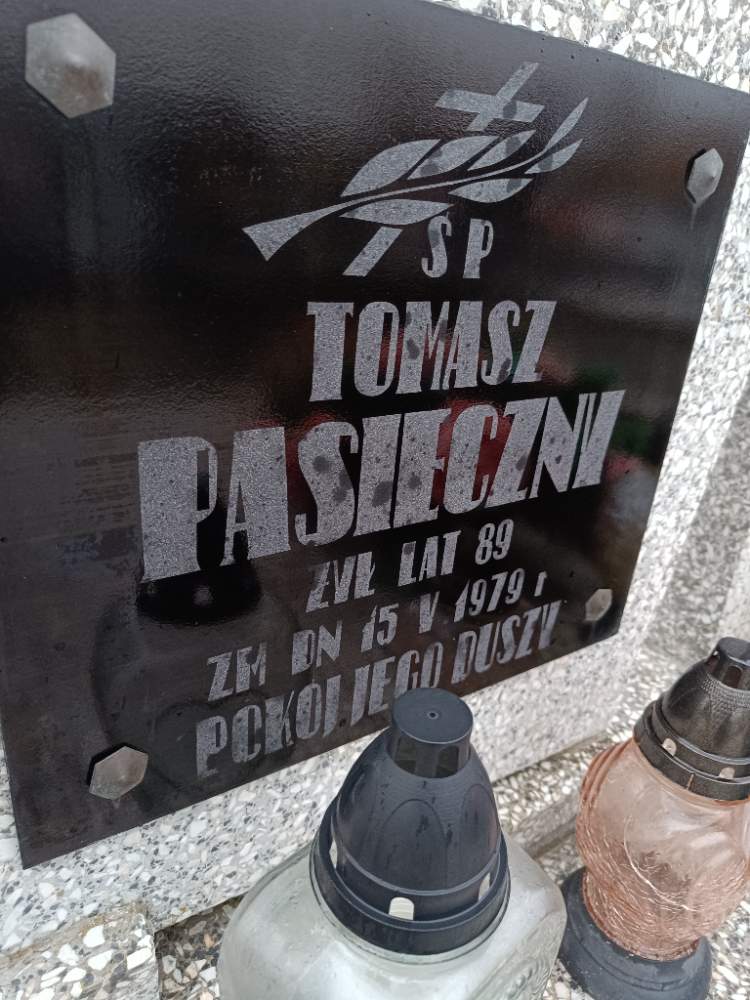 ŚP
TOMASZ
PASIECZNY
ŻYŁ LAT 89
ZM DN 15 V 1979 r
POKÓJ JEGO DUSZY